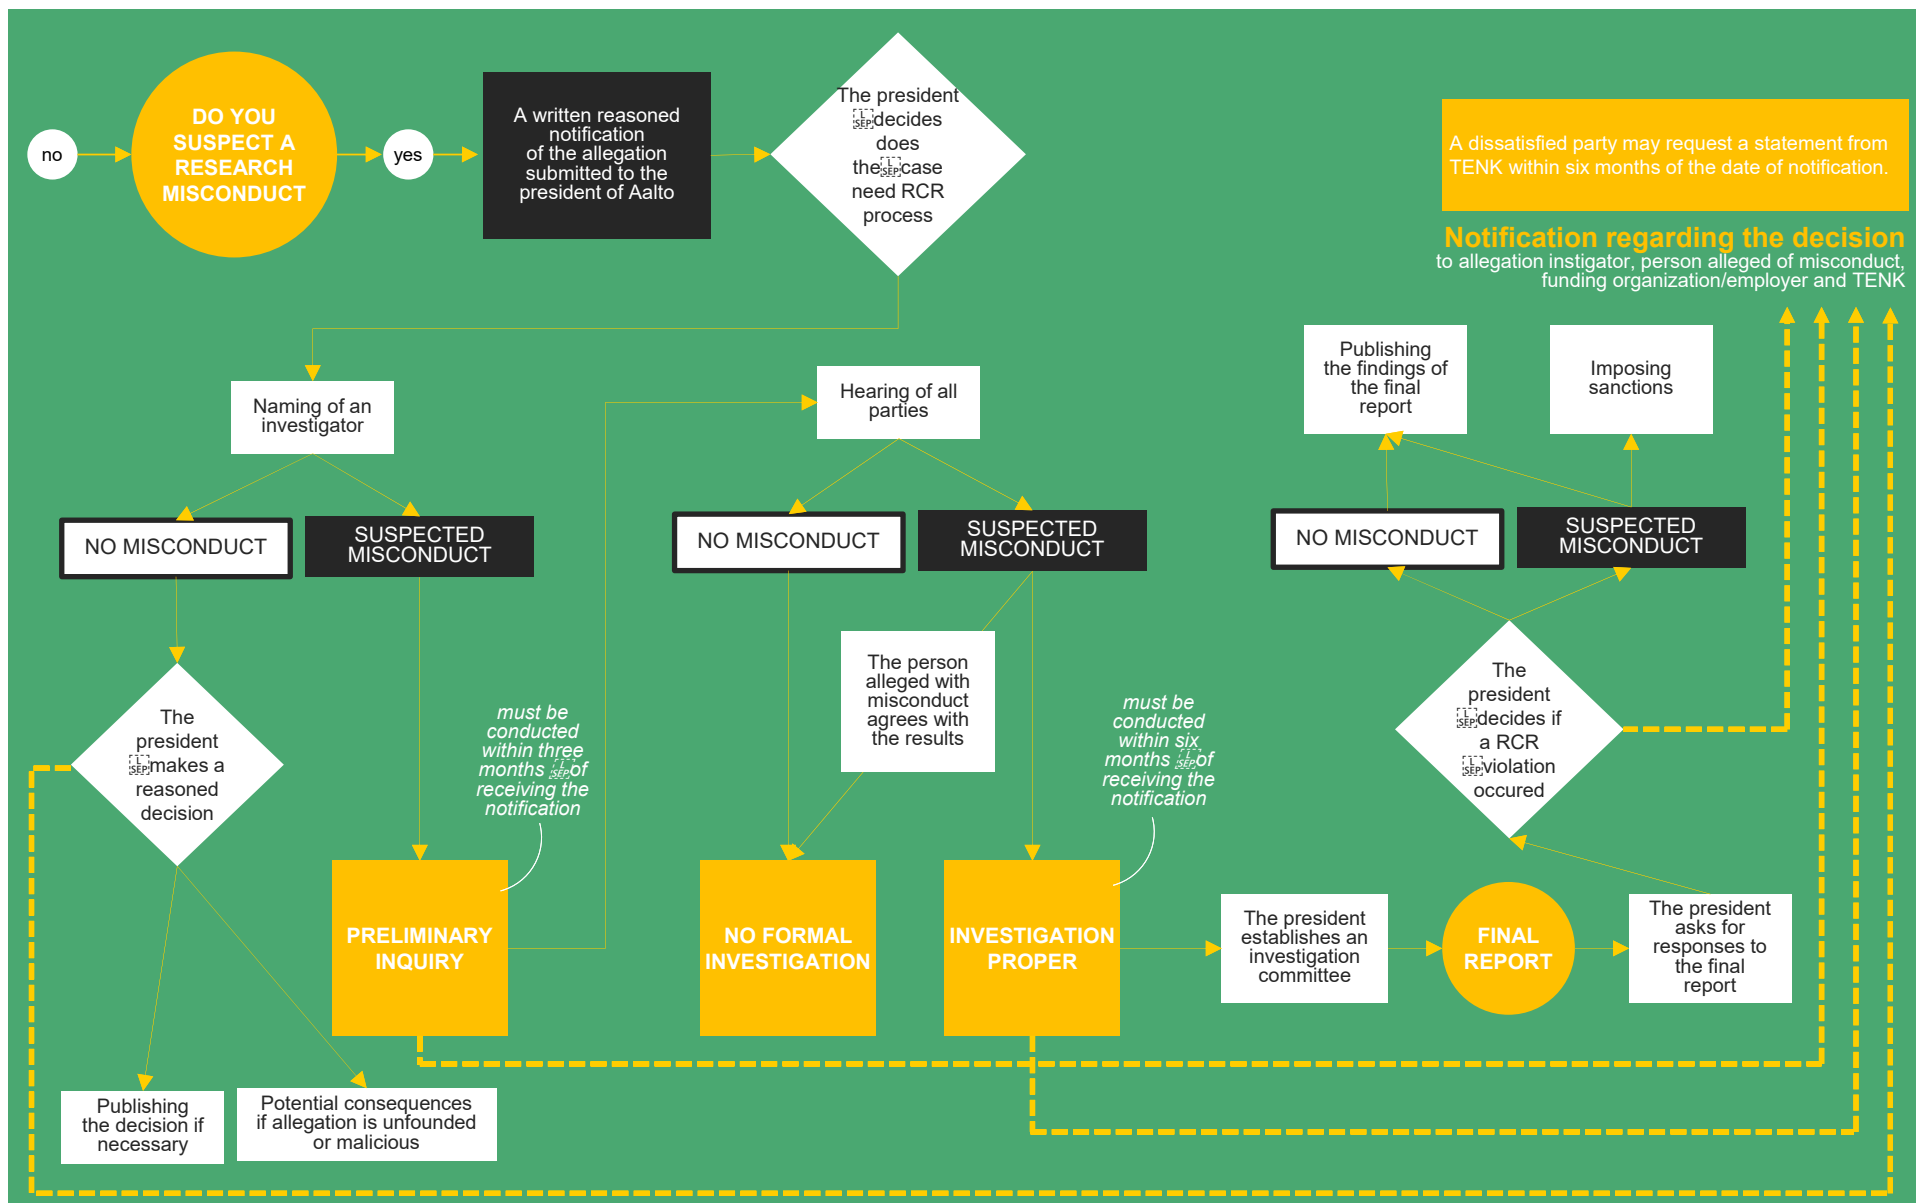 no
DO YOU
SUSPECT A
RESEARCH
MISCONDUCT
yes
A written reasoned
notification
of the allegation
submitted to the
president of Aalto
The president
L SEP decides
does
the L SEP case
need RCR
process
A dissatisfied party may request a statement from
TENK within six months of the date of notification.
Notification regarding the decision
to allegation instigator, person alleged of misconduct,
funding organization/employer and TENK
Naming of an
investigator
Hearing of all
parties
Publishing
the findings of
the final
report
Imposing
sanctions
NO MISCONDUCT
SUSPECTED
MISCONDUCT
NO MISCONDUCT
SUSPECTED
MISCONDUCT
NO MISCONDUCT
SUSPECTED
MISCONDUCT
The
president
L SEP makes a
reasoned
decision
must be
conducted
within three
months L SEP of
receiving the
notification
The person
alleged with
misconduct
agrees with
the results
must be
conducted
within six
months L SEP of
receiving the
notification
The
president
L SEP decides if
a RCR
L SEP violation
occured
PRELIMINARY
INQUIRY
NO FORMAL
INVESTIGATION
INVESTIGATION
PROPER
The president
establishes an
investigation
committee
FINAL
REPORT
The president
asks for
responses to
the final
report
Publishing
the decision if
necessary
Potential consequences
if allegation is unfounded
or malicious